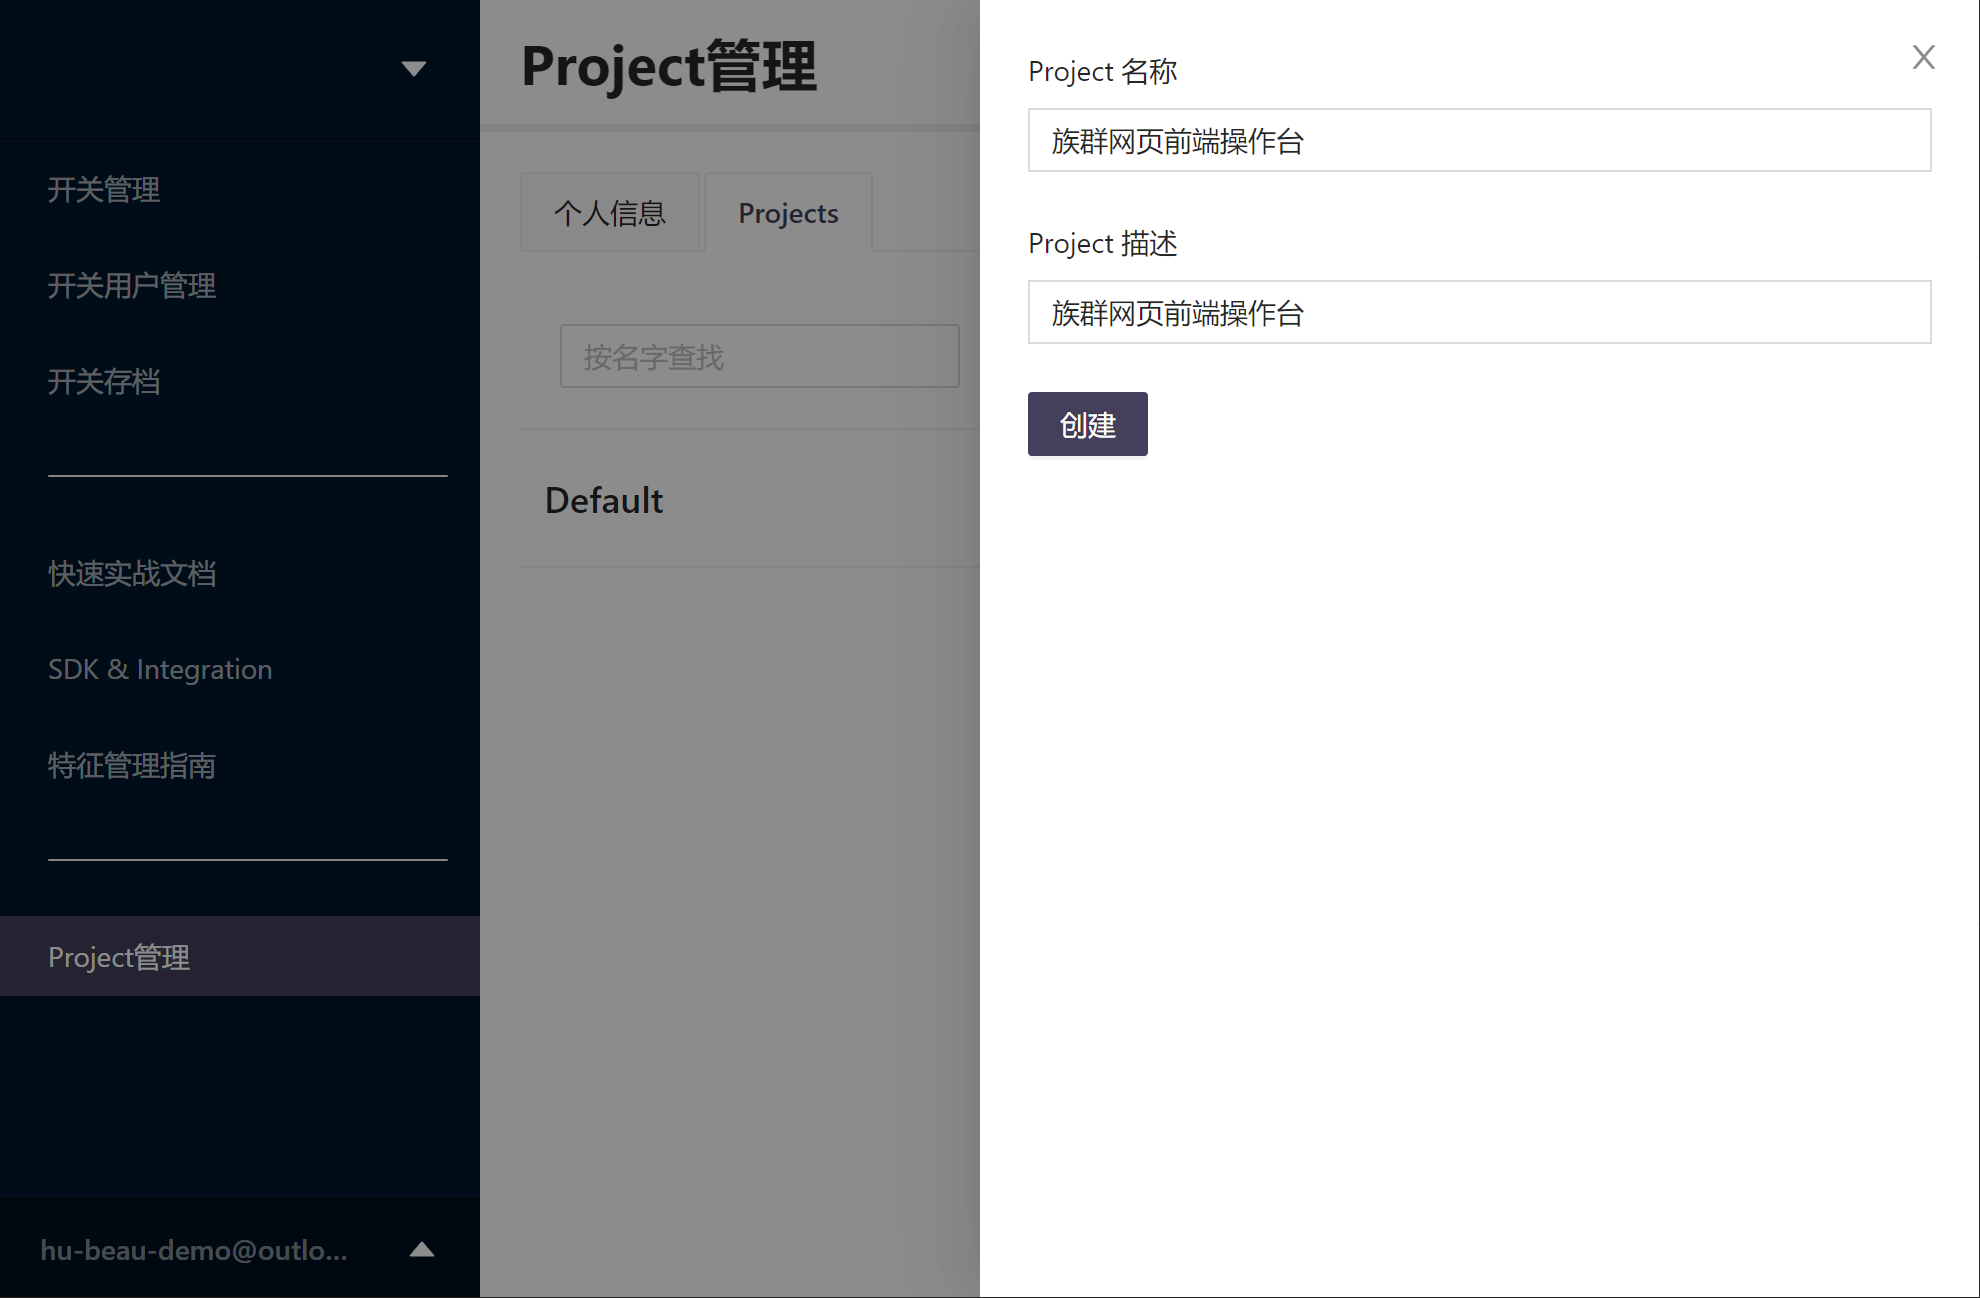 开关管理
开关用户管理
开关存档
快速实战文档
SDK & Integration
特征管理指南
Project管理
hu-beau-demo@outlo...
Project管理
个人信息
Projects
按名字查找
Default
Project 名称
族群网页前端操作台
Project 描述
族群网页前端操作台
创建